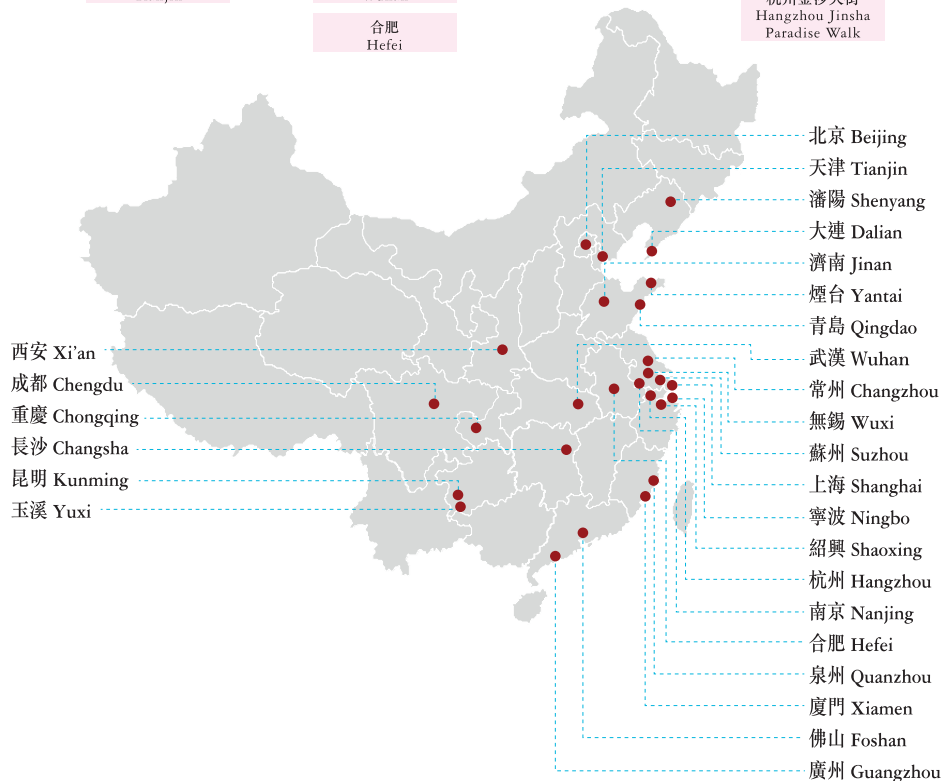 Hangzhou Jinsha
Paradise Walk
合肥
Hefei
北京 Beijing
天津 Tianjin
瀋陽 Shenyang
大連 Dalian
濟南 Jinan
煙台 Yantai
青島 Qingdao
武漢 Wuhan
常州 Changzhou
無錫 Wuxi
蘇州 Suzhou
上海 Shanghai
寧波 Ningbo
紹興 Shaoxing
杭州 Hangzhou
南京 Nanjing
合肥 Hefei
泉州 Quanzhou
廈門 Xiamen
佛山 Foshan
廣州 Guangzhou
西安 Xi’an
成都 Chengdu
重慶 Chongqing
長沙 Changsha
昆明 Kunming
玉溪 Yuxi